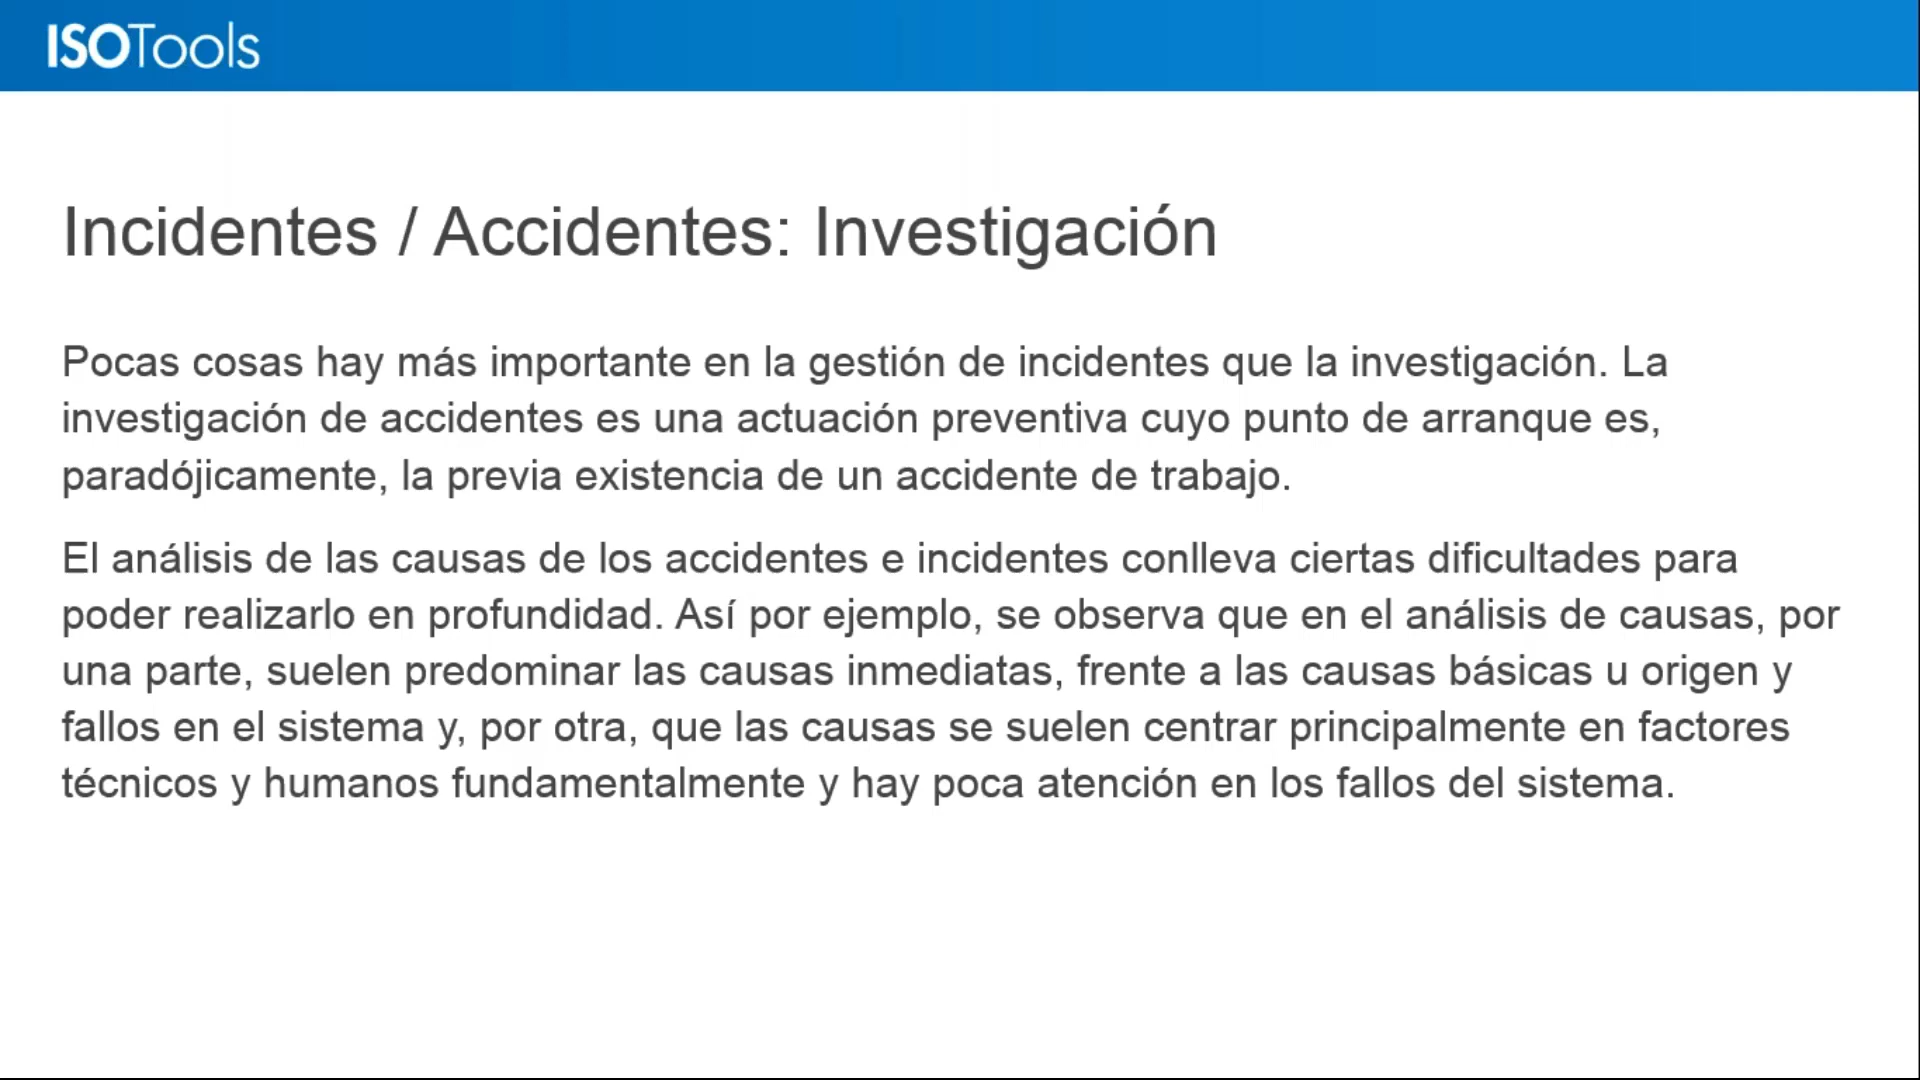 ISOTools
Incidentes / Accidentes: Investigación
Pocas cosas hay más importante en la gestión de incidentes que la investigación. La
investigación de accidentes es una actuación preventiva cuyo punto de arranque es,
paradójicamente, la previa existencia de un accidente de trabajo.
El análisis de las causas de los accidentes e incidentes conlleva ciertas dificultades para
poder realizarlo en profundidad. Así por ejemplo, se observa que en el análisis de causas, por
una parte, suelen predominar las causas inmediatas, frente a las causas básicas u origen y
fallos en el sistema y, por otra, que las causas se suelen centrar principalmente en factores
técnicos y humanos fundamentalmente y hay poca atención en los fallos del sistema.